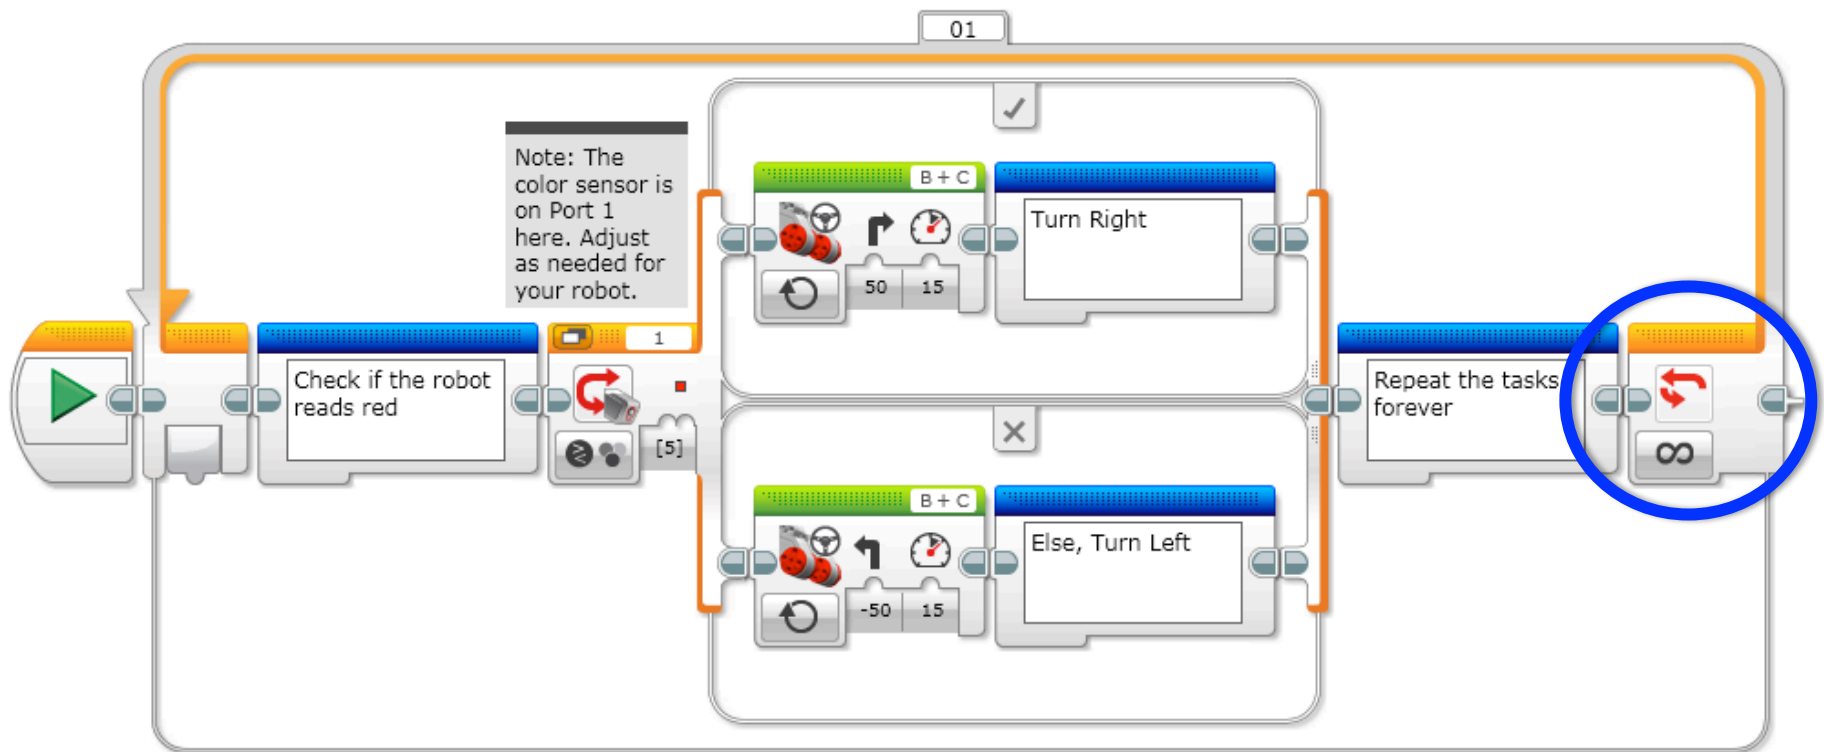 01
Note: The
color sensor is
on Port 1
here. Adjust
as needed for
your robot.
B + C
Turn Right
50 15
1
Check if the robot
reads red
[5]
Repeat the tasks
forever
∞
B + C
Else, Turn Left
-50 15